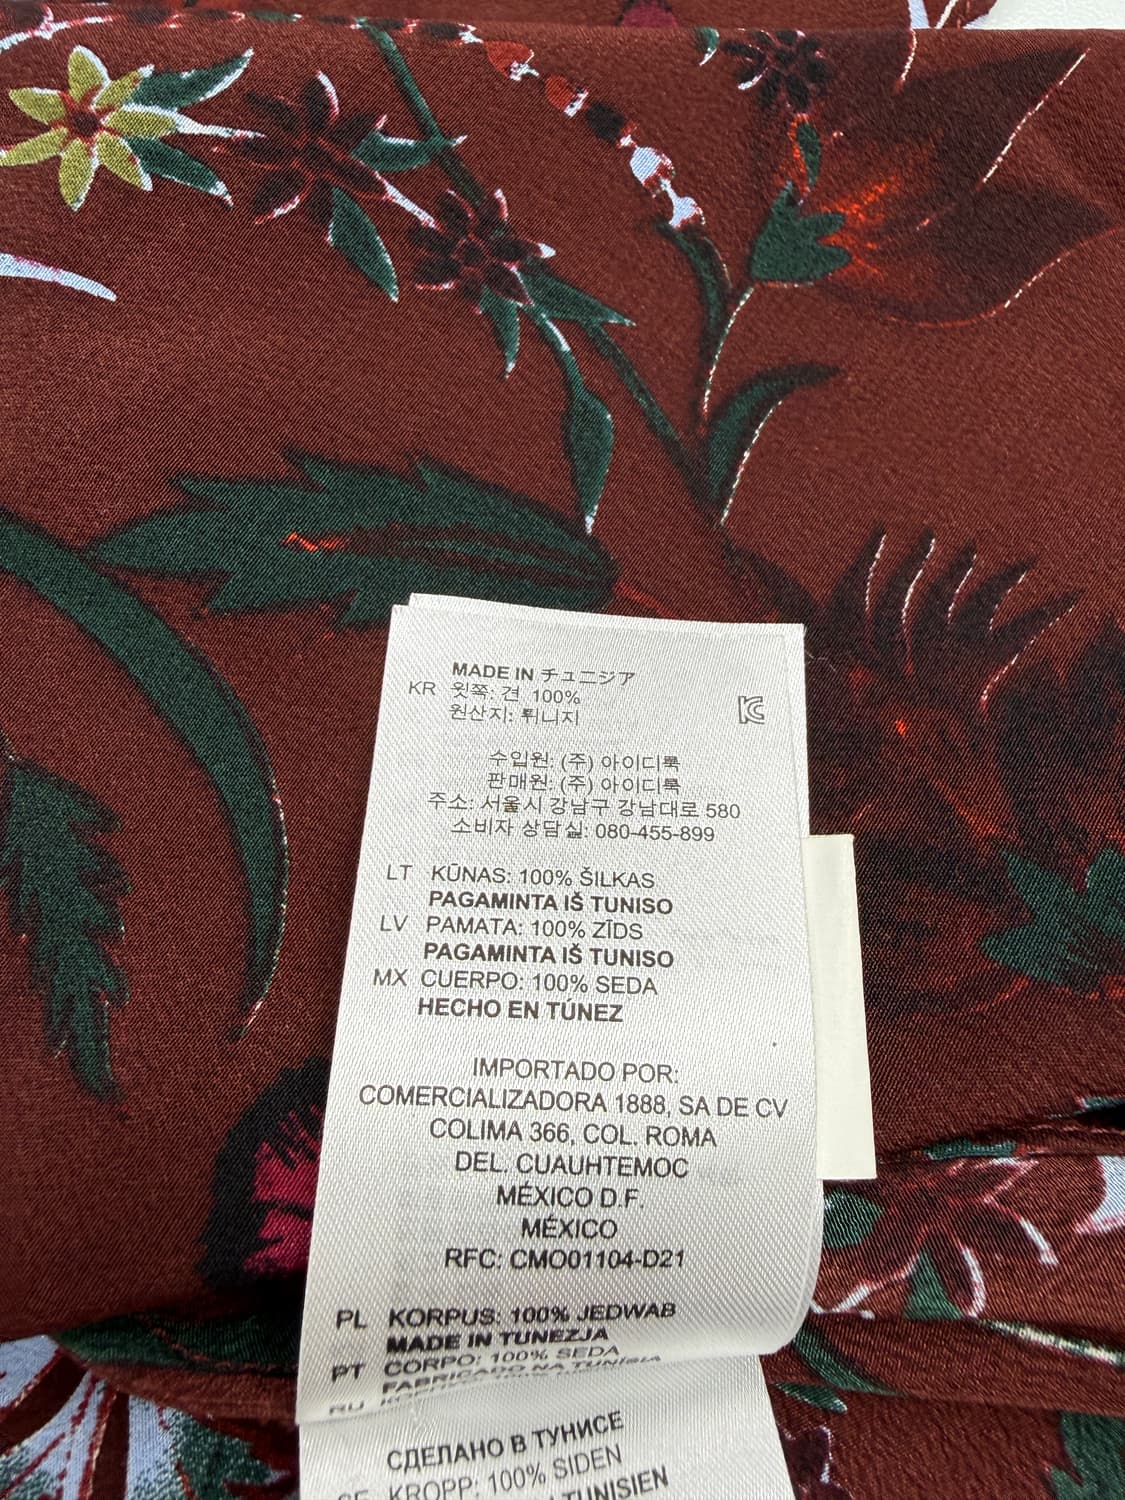 MADE IN チュニジア
KR 윗쪽: 견 100%
원산지: 튀니지
수입원: (주) 아이디룩
판매원: (주) 아이디룩
주소: 서울시 강남구 강남대로 580
소비자 상담실: 080-455-899
LT KŪNAS: 100% ŠILKAS
PAGAMINTA IŠ TUNISO
LV PAMATA: 100% ZĪDS
PAGAMINTA IŠ TUNISO
MX CUERPO: 100% SEDA
HECHO EN TÚNEZ
IMPORTADO POR:
COMERCIALIZADORA 1888, SA DE CV
COLIMA 366, COL. ROMA
DEL. CUAUHTEMOC
MÉXICO D.F.
MÉXICO
RFC: CMO01104-D21
PL KORPUS: 100% JEDWAB
MADE IN TUNEZJA
PT CORPO: 100% SEDA
FABRICADO NA TUNÍSIA
RU
СДЕЛАНО В ТУНИСЕ
SE KROPP: 100% SIDEN
TUNISIEN